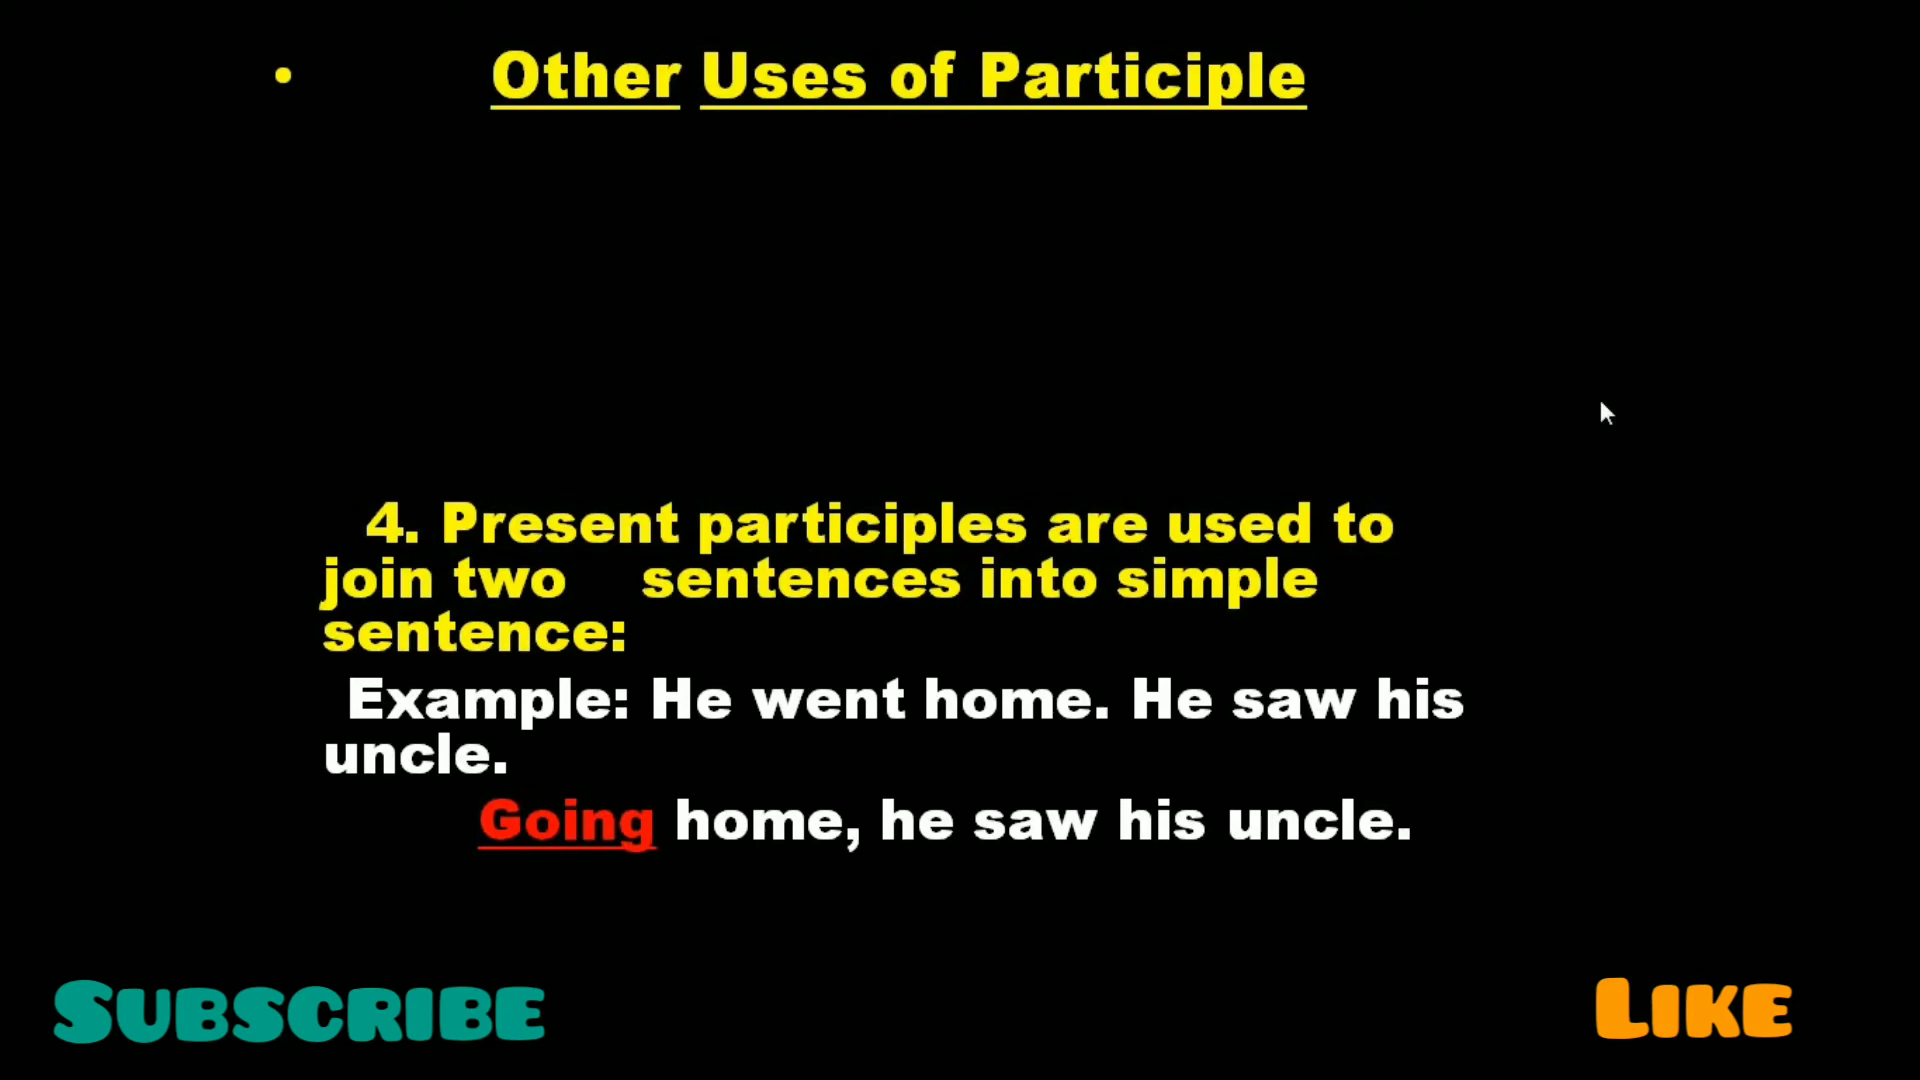 • Other Uses of Participle
4. Present participles are used to
join two sentences into simple
sentence:
Example: He went home. He saw his
uncle.
Going home, he saw his uncle.
SUBSCRIBE
LIKE